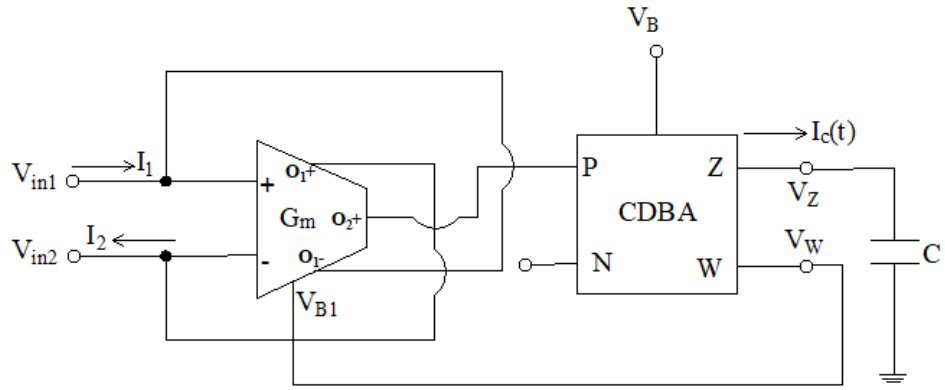 V_B
I_c(t)
V_in1
I_1
+
O_1+
P
Z
V_Z
G_m
O_2+
CDBA
V_in2
I_2
-
O_1-
N
W
V_W
C
V_B1